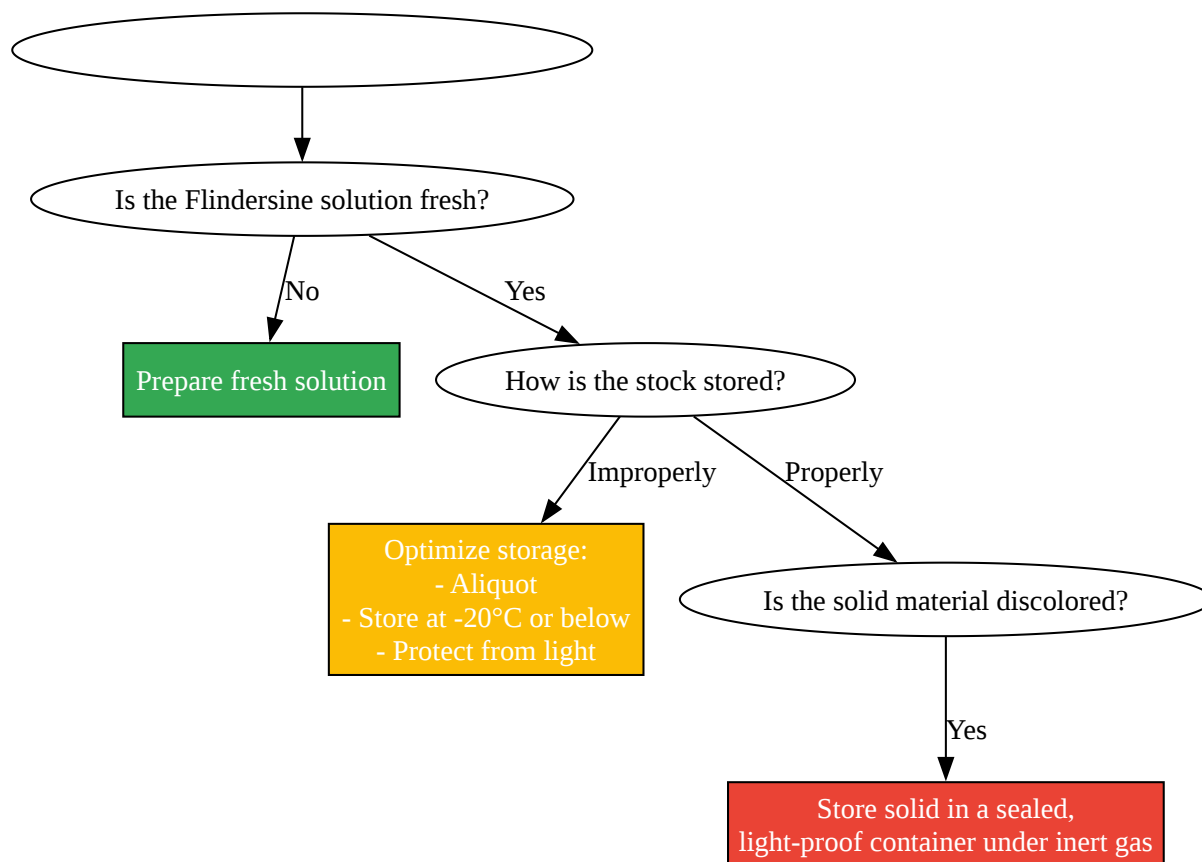 Is the Flindersine solution fresh?
No
Yes
Prepare fresh solution
How is the stock stored?
Improperly
Properly
Optimize storage:
- Aliquot
- Store at -20°C or below
- Protect from light
Is the solid material discolored?
Yes
Store solid in a sealed,
light-proof container under inert gas